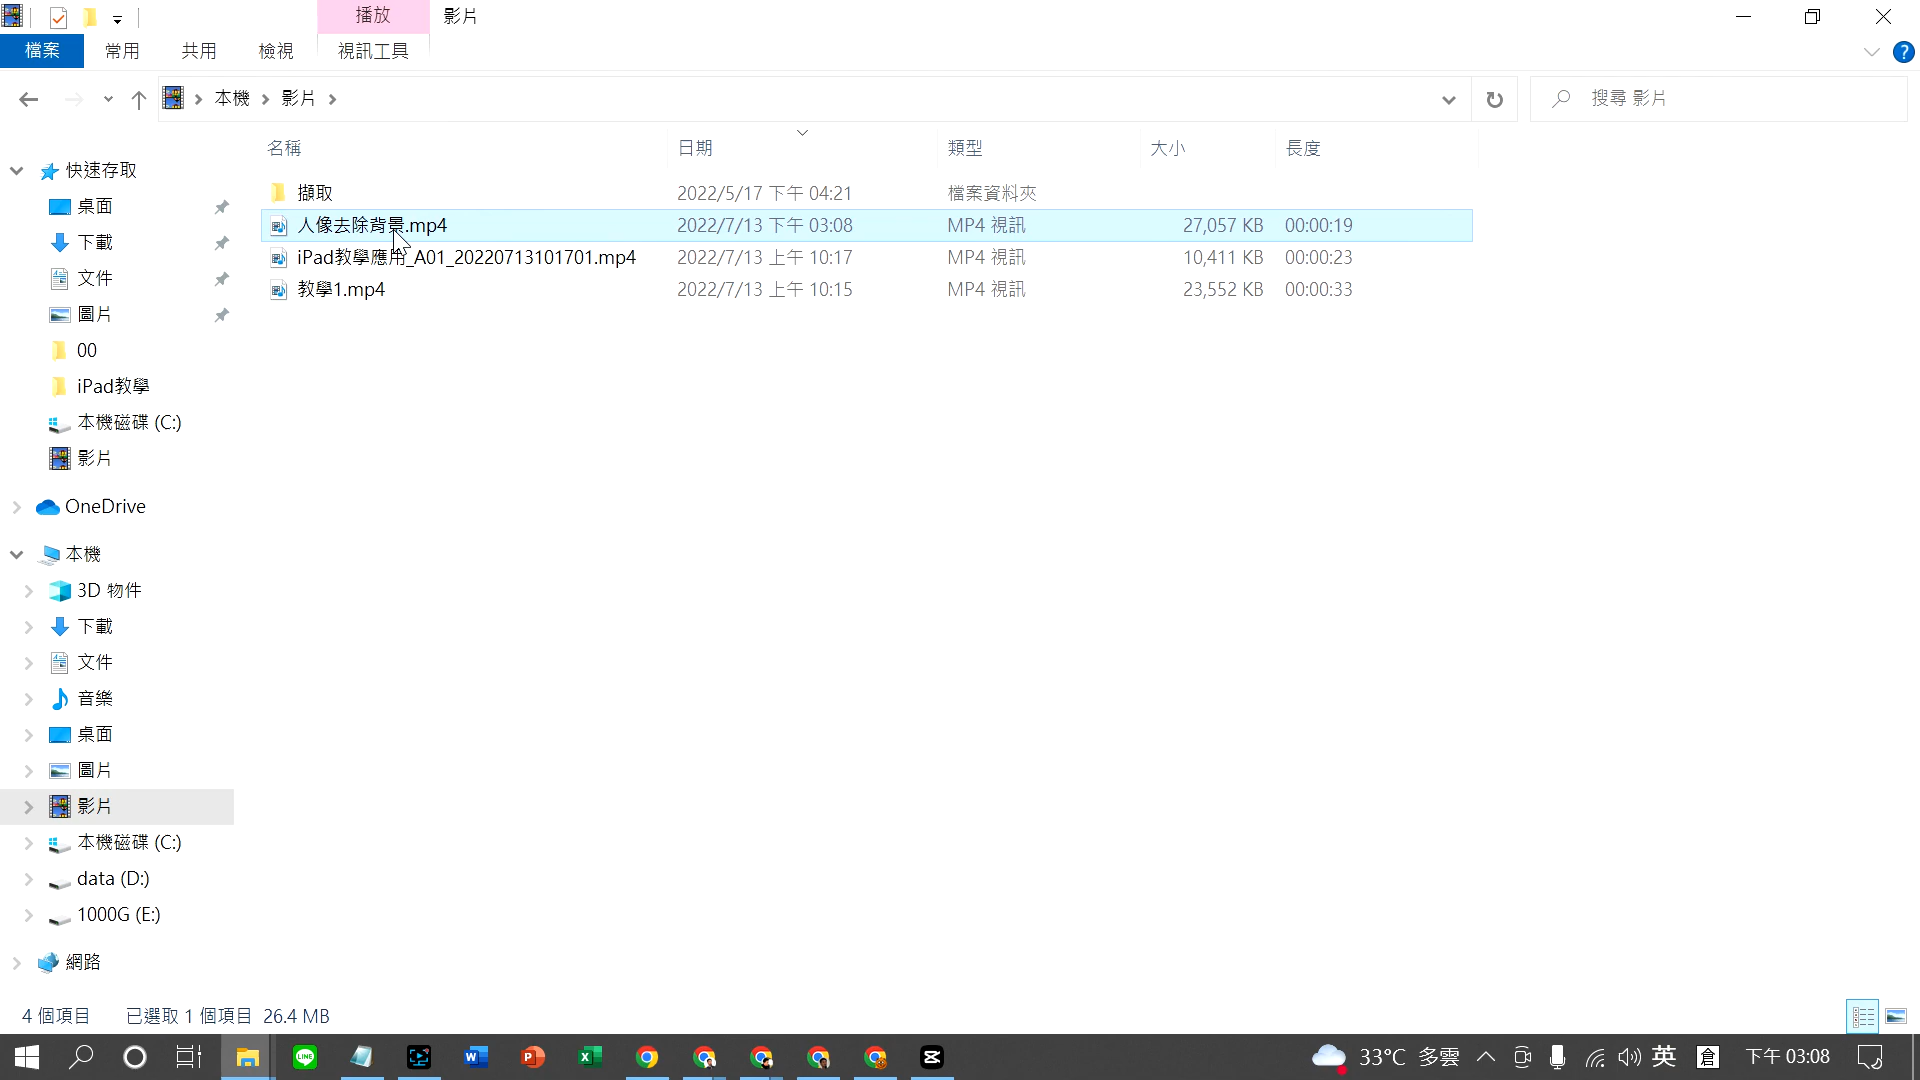 播放
影片
檔案
常用
共用
檢視
視訊工具
本機
影片
搜尋 影片
名稱
日期
類型
大小
長度
擷取
2022/5/17 下午 04:21
檔案資料夾
人像去除背景.mp4
2022/7/13 下午 03:08
MP4 視訊
27,057 KB
00:00:19
iPad教學應用_A01_20220713101701.mp4
2022/7/13 上午 10:17
MP4 視訊
10,411 KB
00:00:23
教學1.mp4
2022/7/13 上午 10:15
MP4 視訊
23,552 KB
00:00:33
快速存取
桌面
下載
文件
圖片
00
iPad教學
本機磁碟 (C:)
影片
OneDrive
本機
3D 物件
下載
文件
音樂
桌面
圖片
影片
本機磁碟 (C:)
data (D:)
1000G (E:)
網路
4 個項目
已選取 1 個項目 26.4 MB
33°C 多雲
英
倉
下午 03:08